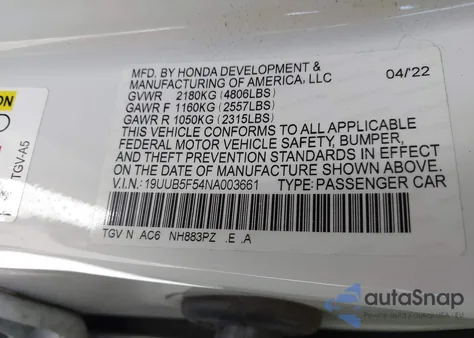 MFD. BY HONDA DEVELOPMENT &
MANUFACTURING OF AMERICA, LLC 04/'22
GVWR 2180KG (4806LBS)
GAWR F 1160KG (2557LBS)
GAWR R 1050KG (2315LBS)
THIS VEHICLE CONFORMS TO ALL APPLICABLE
FEDERAL MOTOR VEHICLE SAFETY, BUMPER,
AND THEFT PREVENTION STANDARDS IN EFFECT
ON THE DATE OF MANUFACTURE SHOWN ABOVE.
V.I.N.: 19UUB5F54NA003661 TYPE: PASSENGER CAR
TGV N AC6 NH883PZ .E .A
TGV-A5
autoSnap